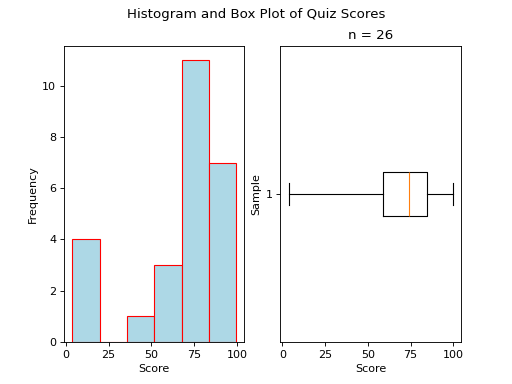 Histogram and Box Plot of Quiz Scores
n = 26
10
8
6
4
2
0
Frequency
0 25 50 75 100
Score
Sample
1
0 25 50 75 100
Score